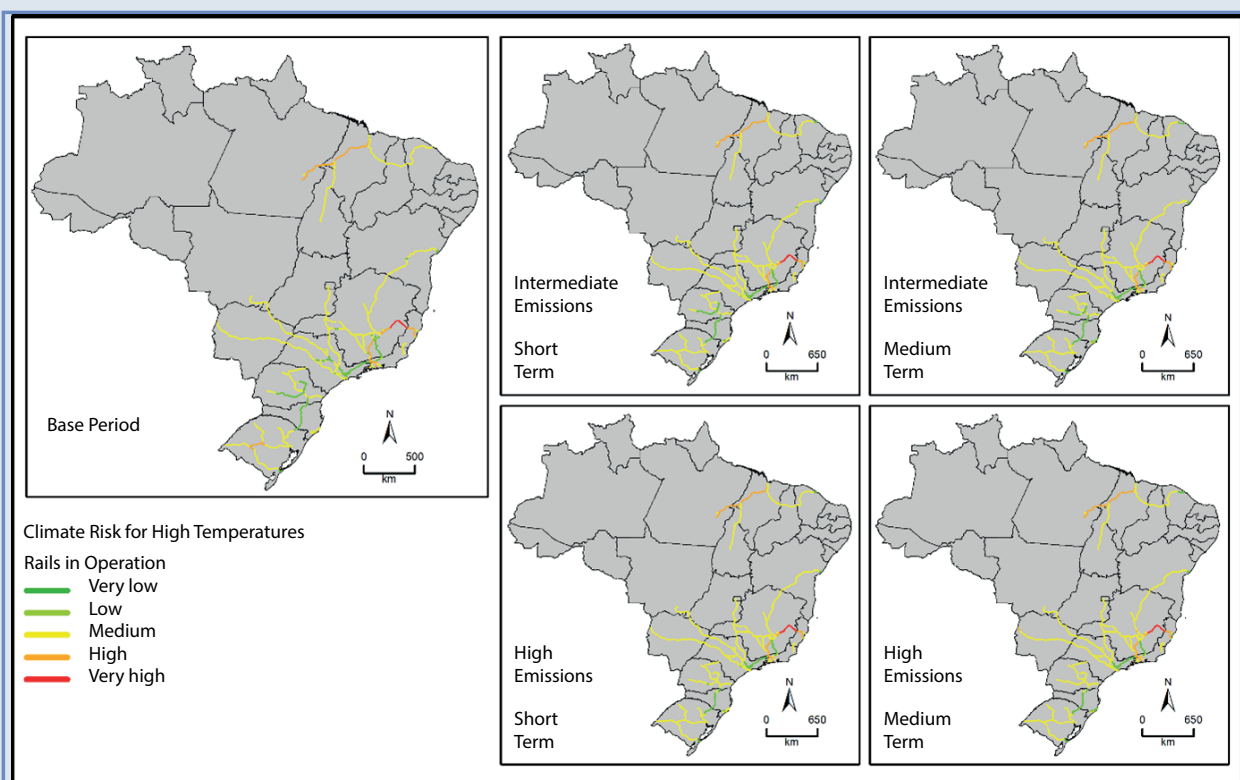 Base Period
N
0 500
km
Intermediate
Emissions
Short
Term
N
0 650
km
Intermediate
Emissions
Medium
Term
N
0 650
km
Climate Risk for High Temperatures
Rails in Operation
Very low
Low
Medium
High
Very high
High
Emissions
Short
Term
N
0 650
km
High
Emissions
Medium
Term
N
0 650
km